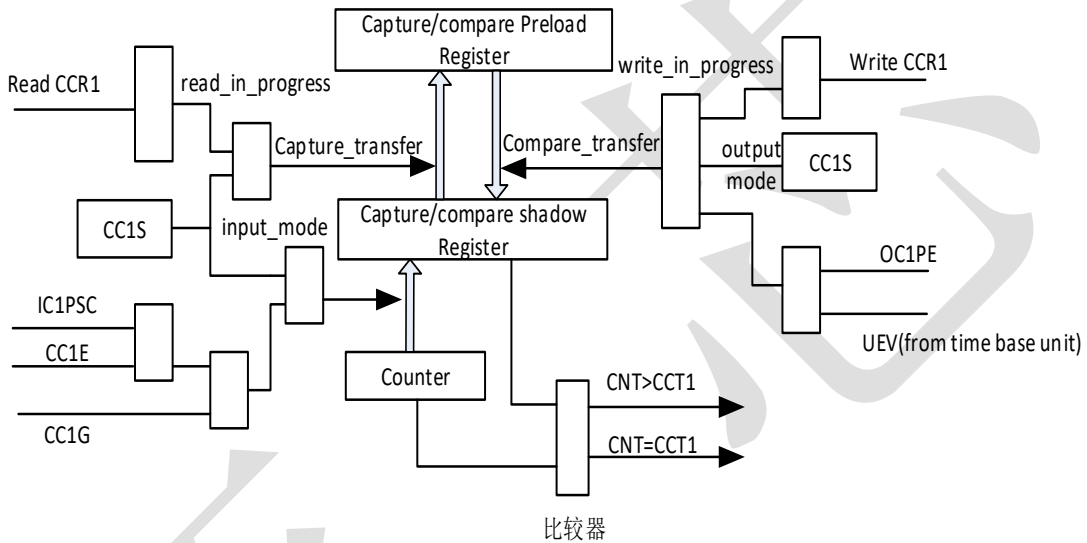 Capture/compare Preload
Register
Read CCR1
read_in_progress
write_in_progress
Write CCR1
Capture_transfer
Compare_transfer
output
mode
CC1S
CC1S
input_mode
Capture/compare shadow
Register
OC1PE
IC1PSC
UEV(from time base unit)
CC1E
Counter
CNT>CCT1
CC1G
CNT=CCT1
比较器